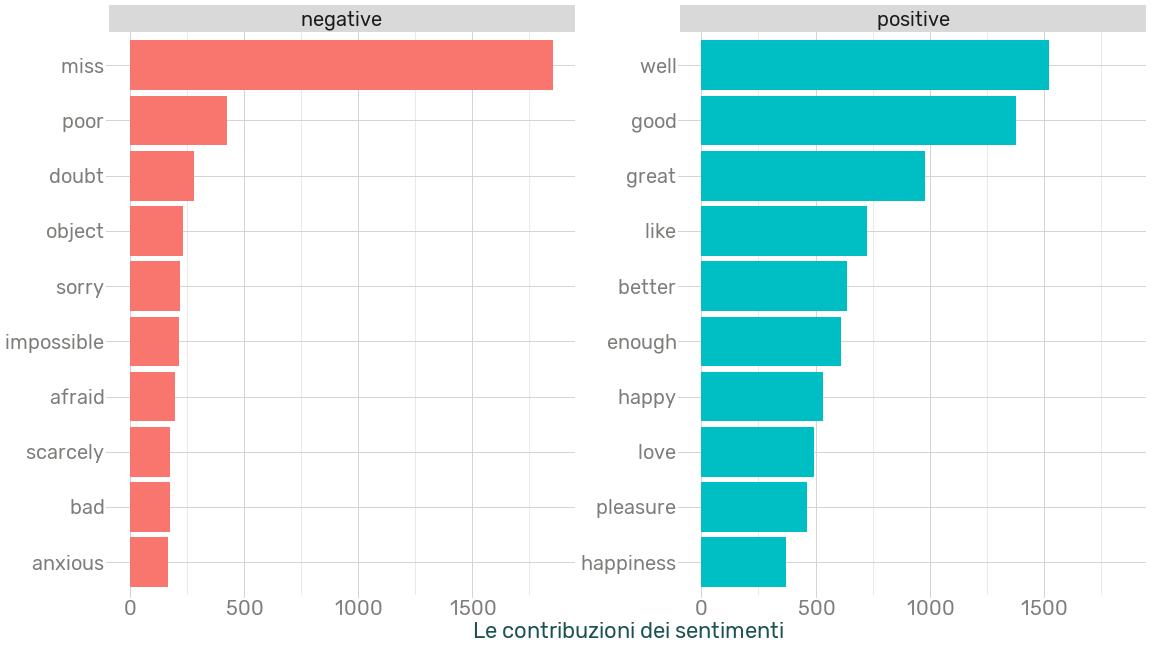 negative
miss
poor
doubt
object
sorry
impossible
afraid
scarcely
bad
anxious
0 500 1000 1500
positive
well
good
great
like
better
enough
happy
love
pleasure
happiness
0 500 1000 1500
Le contribuzioni dei sentimenti